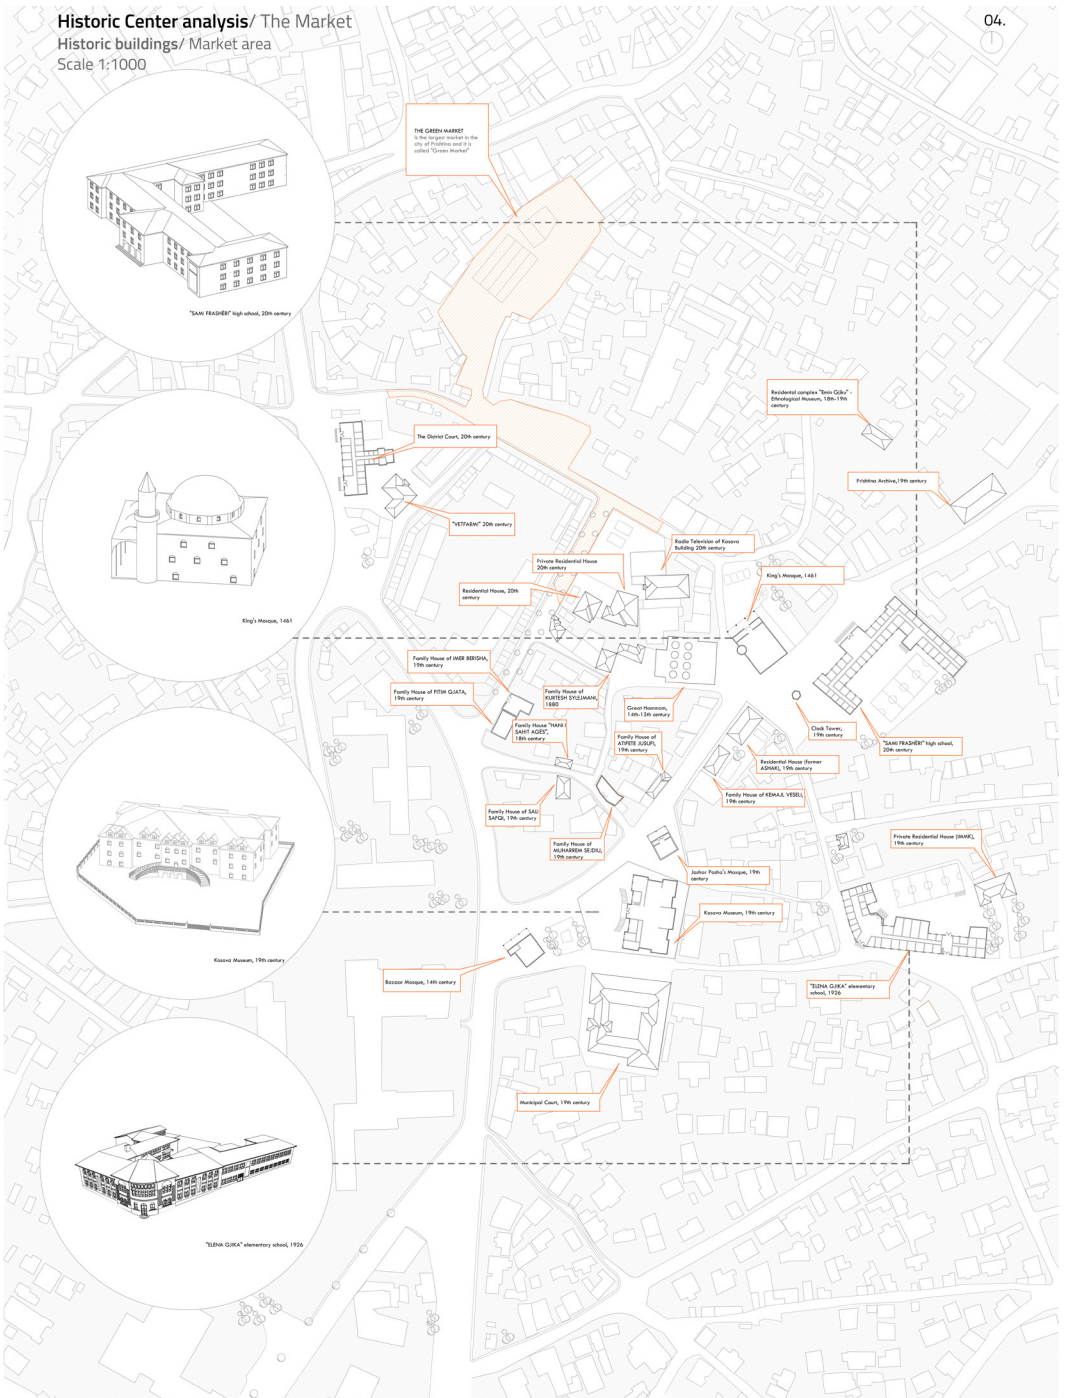 Historic Center analysis/ The Market
Historic buildings/ Market area
Scale 1:1000
04.
THE GREEN MARKET
is the largest market in the
city of Prishtina and it is
called "Green Market"
"SAMI FRASHËRI" high school, 20th century
Residental complex "Emin Gjiku" -
Ethnological Museum, 18th-19th
century
The District Court, 20th century
Prishtina Archive,19th century
"VETFARMI" 20th century
Radio Television of Kosova
Building 20th century
Private Residential House
20th century
King's Mosque, 1461
Residential House, 20th
century
King's Mosque, 1461
Family House of IMER BERISHA,
19th century
Family House of FITIM GJATA,
19th century
Family House of
KURTESH SYLEJMANI,
1880
Great Hammam,
14th-15th century
Family House "HANI I
SAHIT AGËS",
18th century
Family House of
ATIFETE JUSUFI,
19th century
Clock Tower,
19th century
"SAMI FRASHËRI" high school,
20th century
Residential House (former
ASHAK), 19th century
Family House of KEMAJL VESELI,
19th century
Family House of SALI
SAFQI, 19th century
Family House of
MUHARREM SEJDIU,
19th century
Private Residential House (IMMK),
19th century
Jashar Pasha's Mosque, 19th
century
Kosova Museum, 19th century
Kosova Museum, 19th century
Bazaar Mosque, 14th century
"ELENA GJIKA" elementary
school, 1926
Municipal Court, 19th century
"ELENA GJIKA" elementary school, 1926